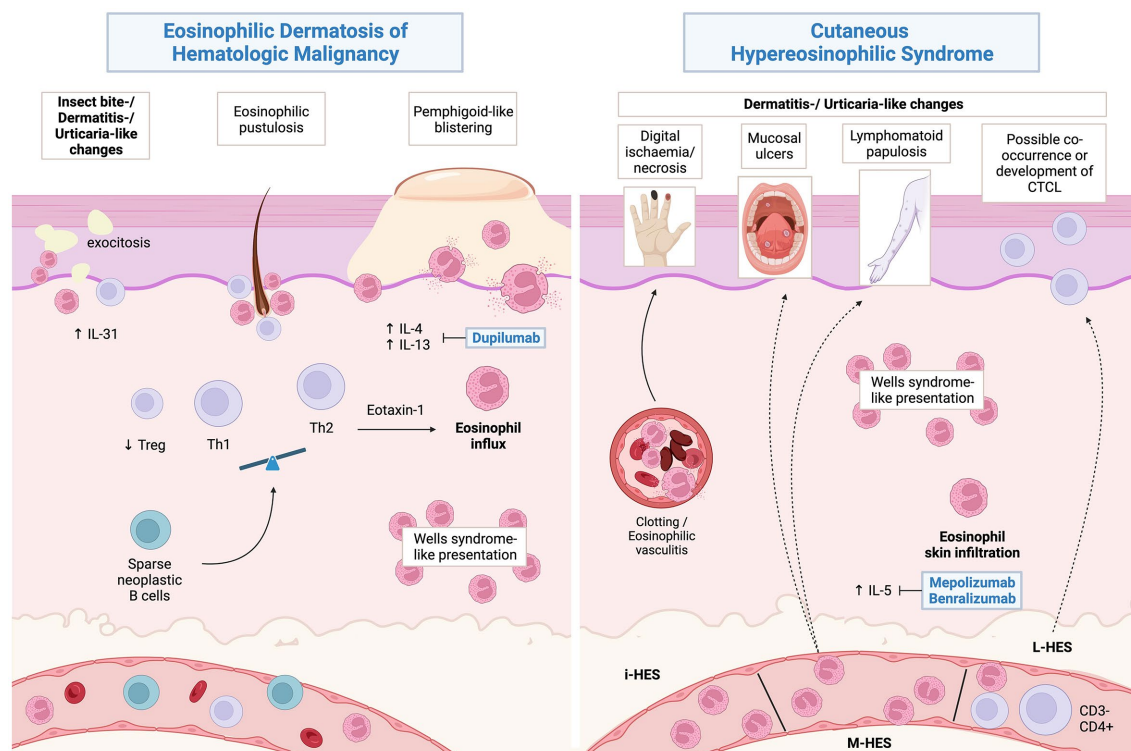 Eosinophilic Dermatosis of
Hematologic Malignancy
Insect bite-/
Dermatitis-/
Urticaria-like
changes
Eosinophilic
pustulosis
Pemphigoid-like
blistering
exocitosis
↑ IL-31
↑ IL-4
↑ IL-13
Dupilumab
↓ Treg
Th1
Th2
Eotaxin-1
Eosinophil
influx
Sparse
neoplastic
B cells
Wells syndrome-
like presentation
Cutaneous
Hypereosinophilic Syndrome
Dermatitis-/ Urticaria-like changes
Digital
ischaemia/
necrosis
Mucosal
ulcers
Lymphomatoid
papulosis
Possible co-
occurrence or
development of
CTCL
Wells syndrome-
like presentation
Clotting /
Eosinophilic
vasculitis
Eosinophil
skin infiltration
↑ IL-5
Mepolizumab
Benralizumab
i-HES
M-HES
L-HES
CD3-
CD4+